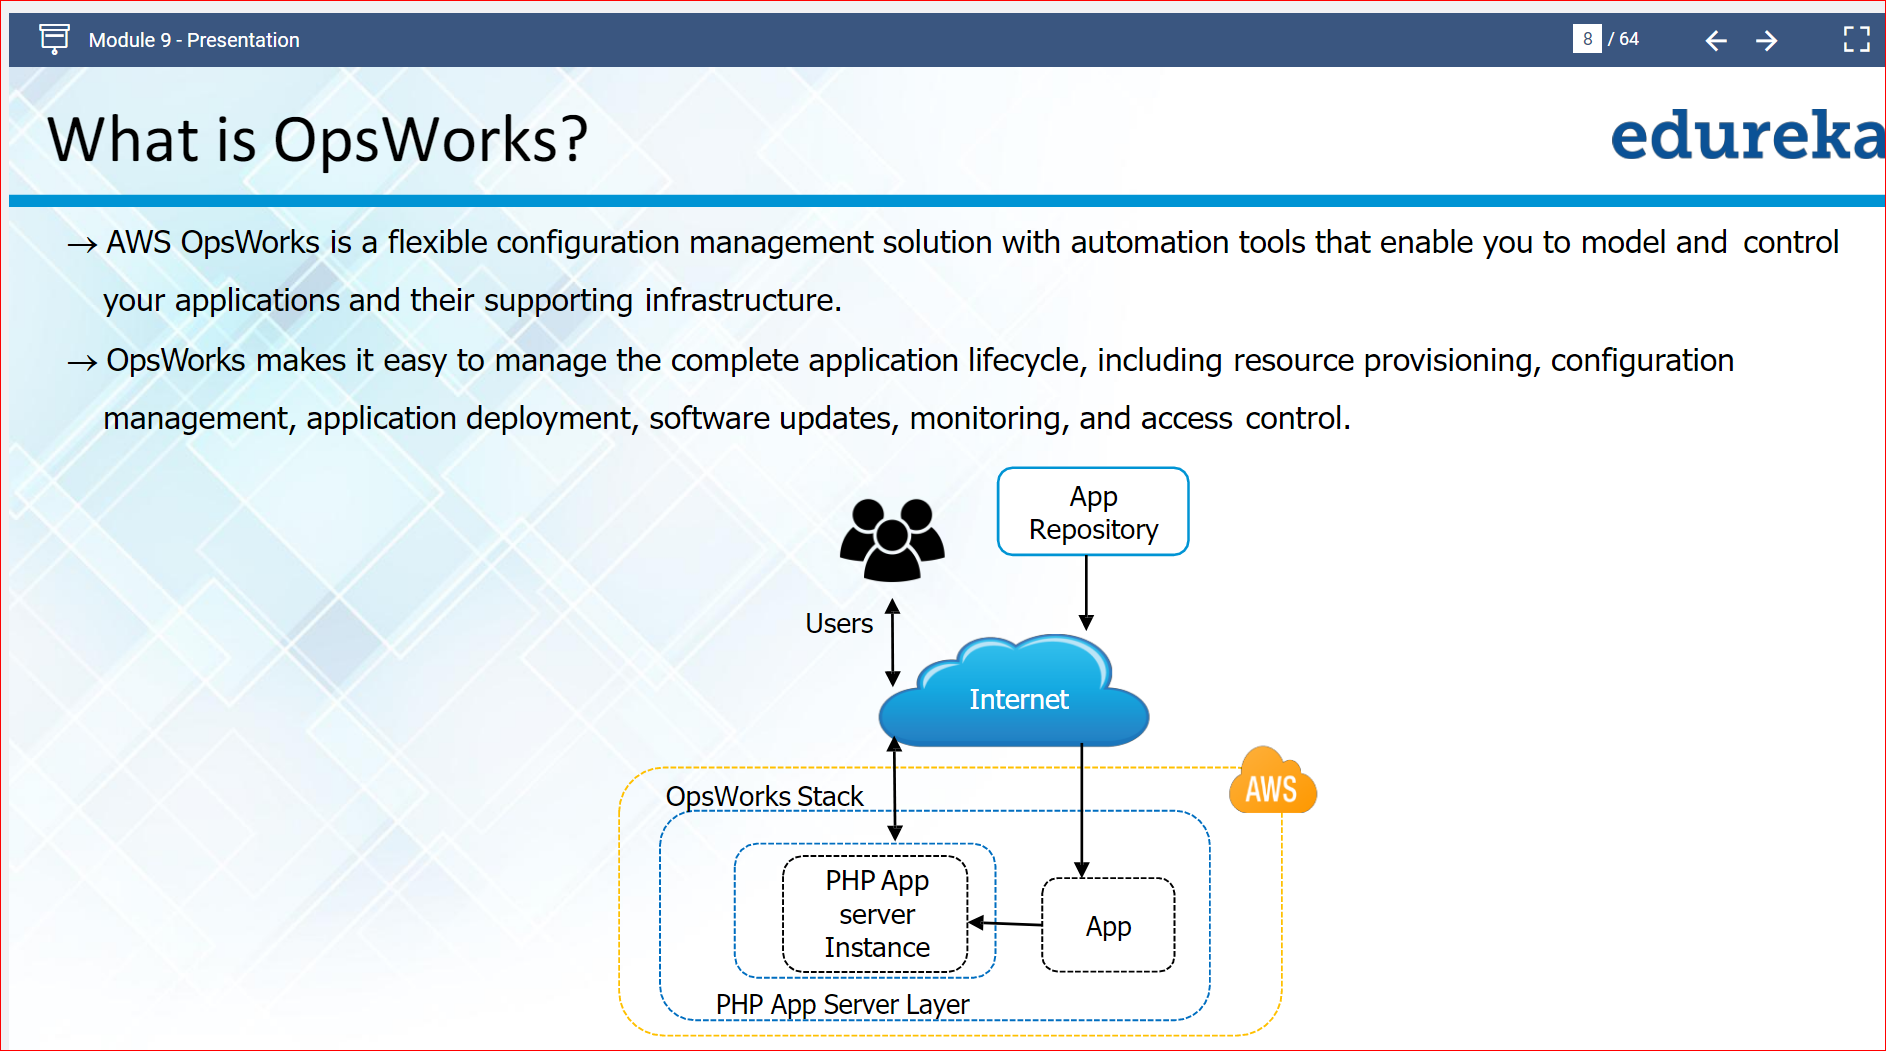 Module 9 - Presentation
8 / 64
What is OpsWorks?
edureka
→ AWS OpsWorks is a flexible configuration management solution with automation tools that enable you to model and control
your applications and their supporting infrastructure.
→ OpsWorks makes it easy to manage the complete application lifecycle, including resource provisioning, configuration
management, application deployment, software updates, monitoring, and access control.
App
Repository
Users
Internet
AWS
OpsWorks Stack
PHP App
server
Instance
App
PHP App Server Layer